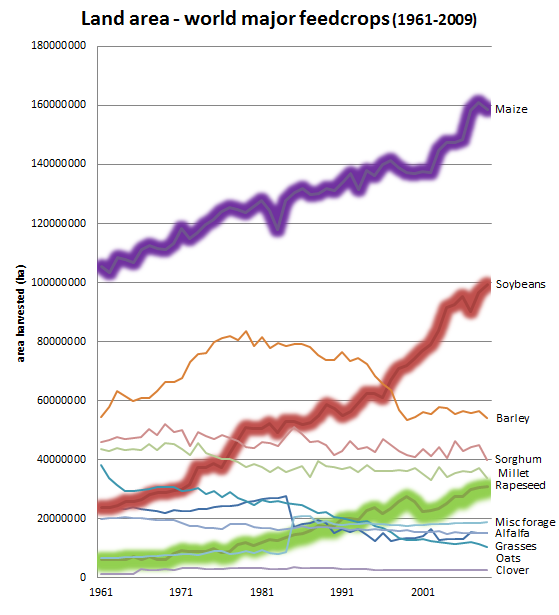 Land area - world major feedcrops (1961-2009)
180000000
160000000
140000000
120000000
100000000
80000000
60000000
40000000
20000000
0
area harested (ha)
1961
1971
1981
1991
2001
Maize
Soybeans
Barley
Sorghum
Millet
Rapeseed
Misc forage
Alfalfa
Grasses
Oats
Clover